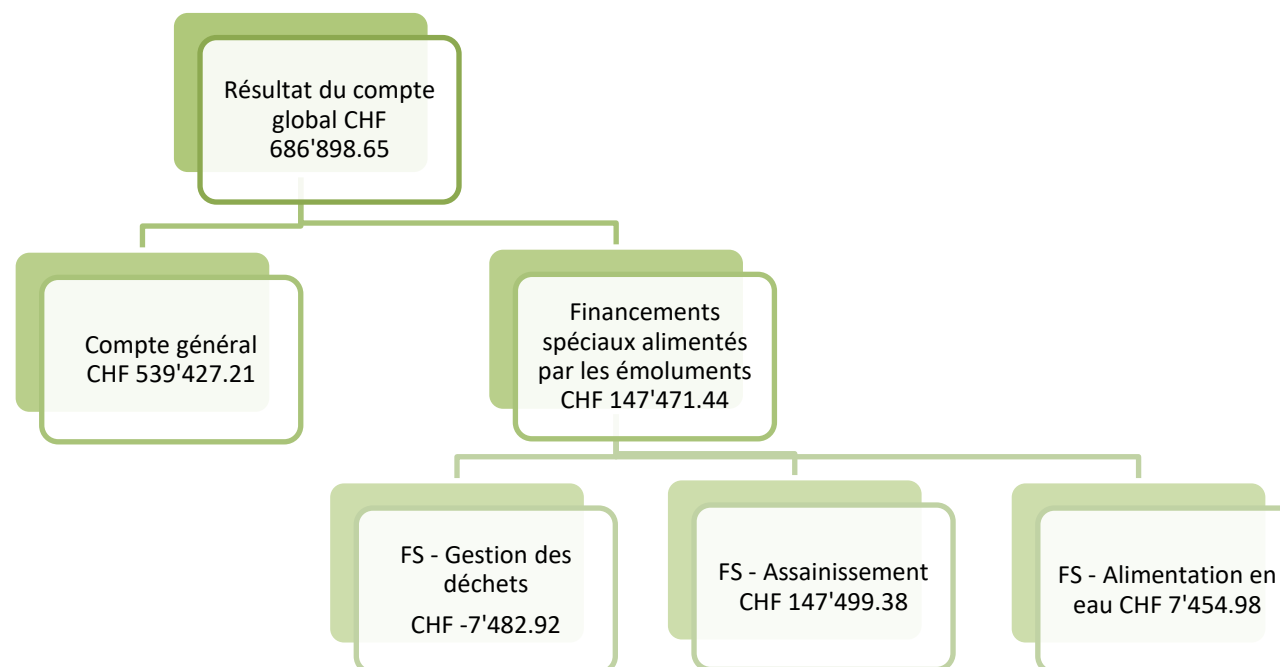 Résultat du compte
global CHF
686'898.65
Compte général
CHF 539'427.21
Financements
spéciaux alimentés
par les émoluments
CHF 147'471.44
FS - Gestion des
déchets
CHF -7'482.92
FS - Assainissement
CHF 147'499.38
FS - Alimentation en
eau CHF 7'454.98